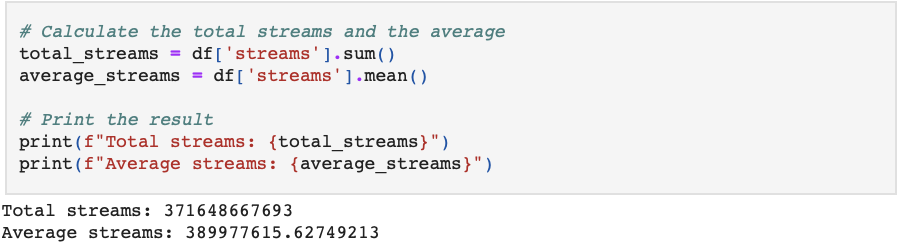 # Calculate the total streams and the average
total_streams = df['streams'].sum()
average_streams = df['streams'].mean()
# Print the result
print(f"Total streams: {total_streams}")
print(f"Average streams: {average_streams}")
Total streams: 371648667693
Average streams: 389977615.62749213